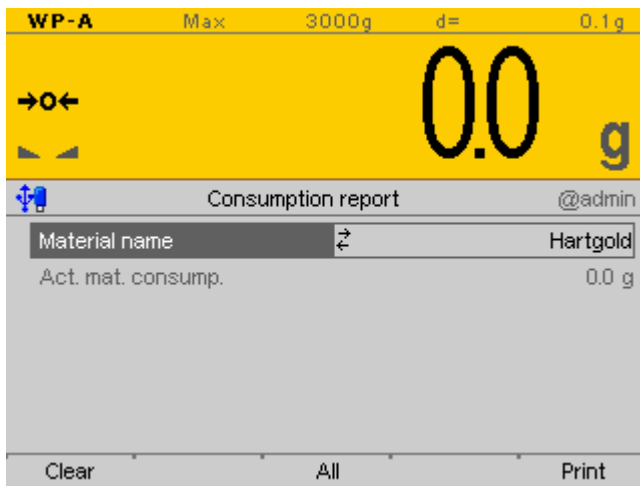 WP-A Max 3000g d= 0.1g
→0←
0.0 g
Consumption report @admin
Material name Hartgold
Act. mat. consump. 0.0 g
Clear All Print